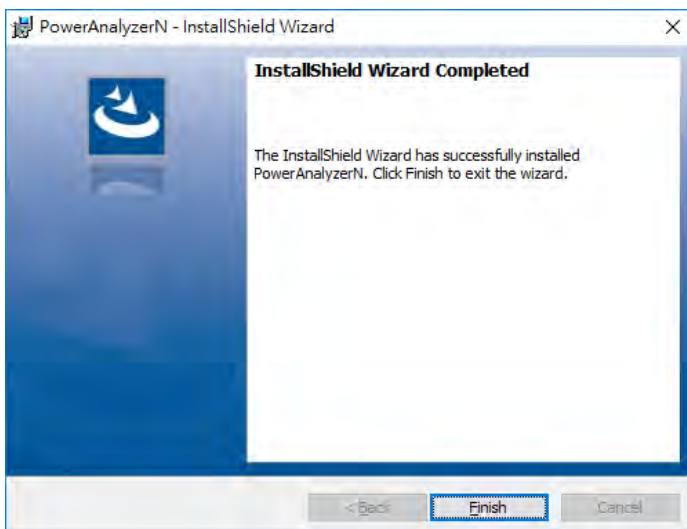 PowerAnalyzerN - InstallShield Wizard
InstallShield Wizard Completed
The InstallShield Wizard has successfully installed
PowerAnalyzerN. Click Finish to exit the wizard.
< Back
Finish
Cancel